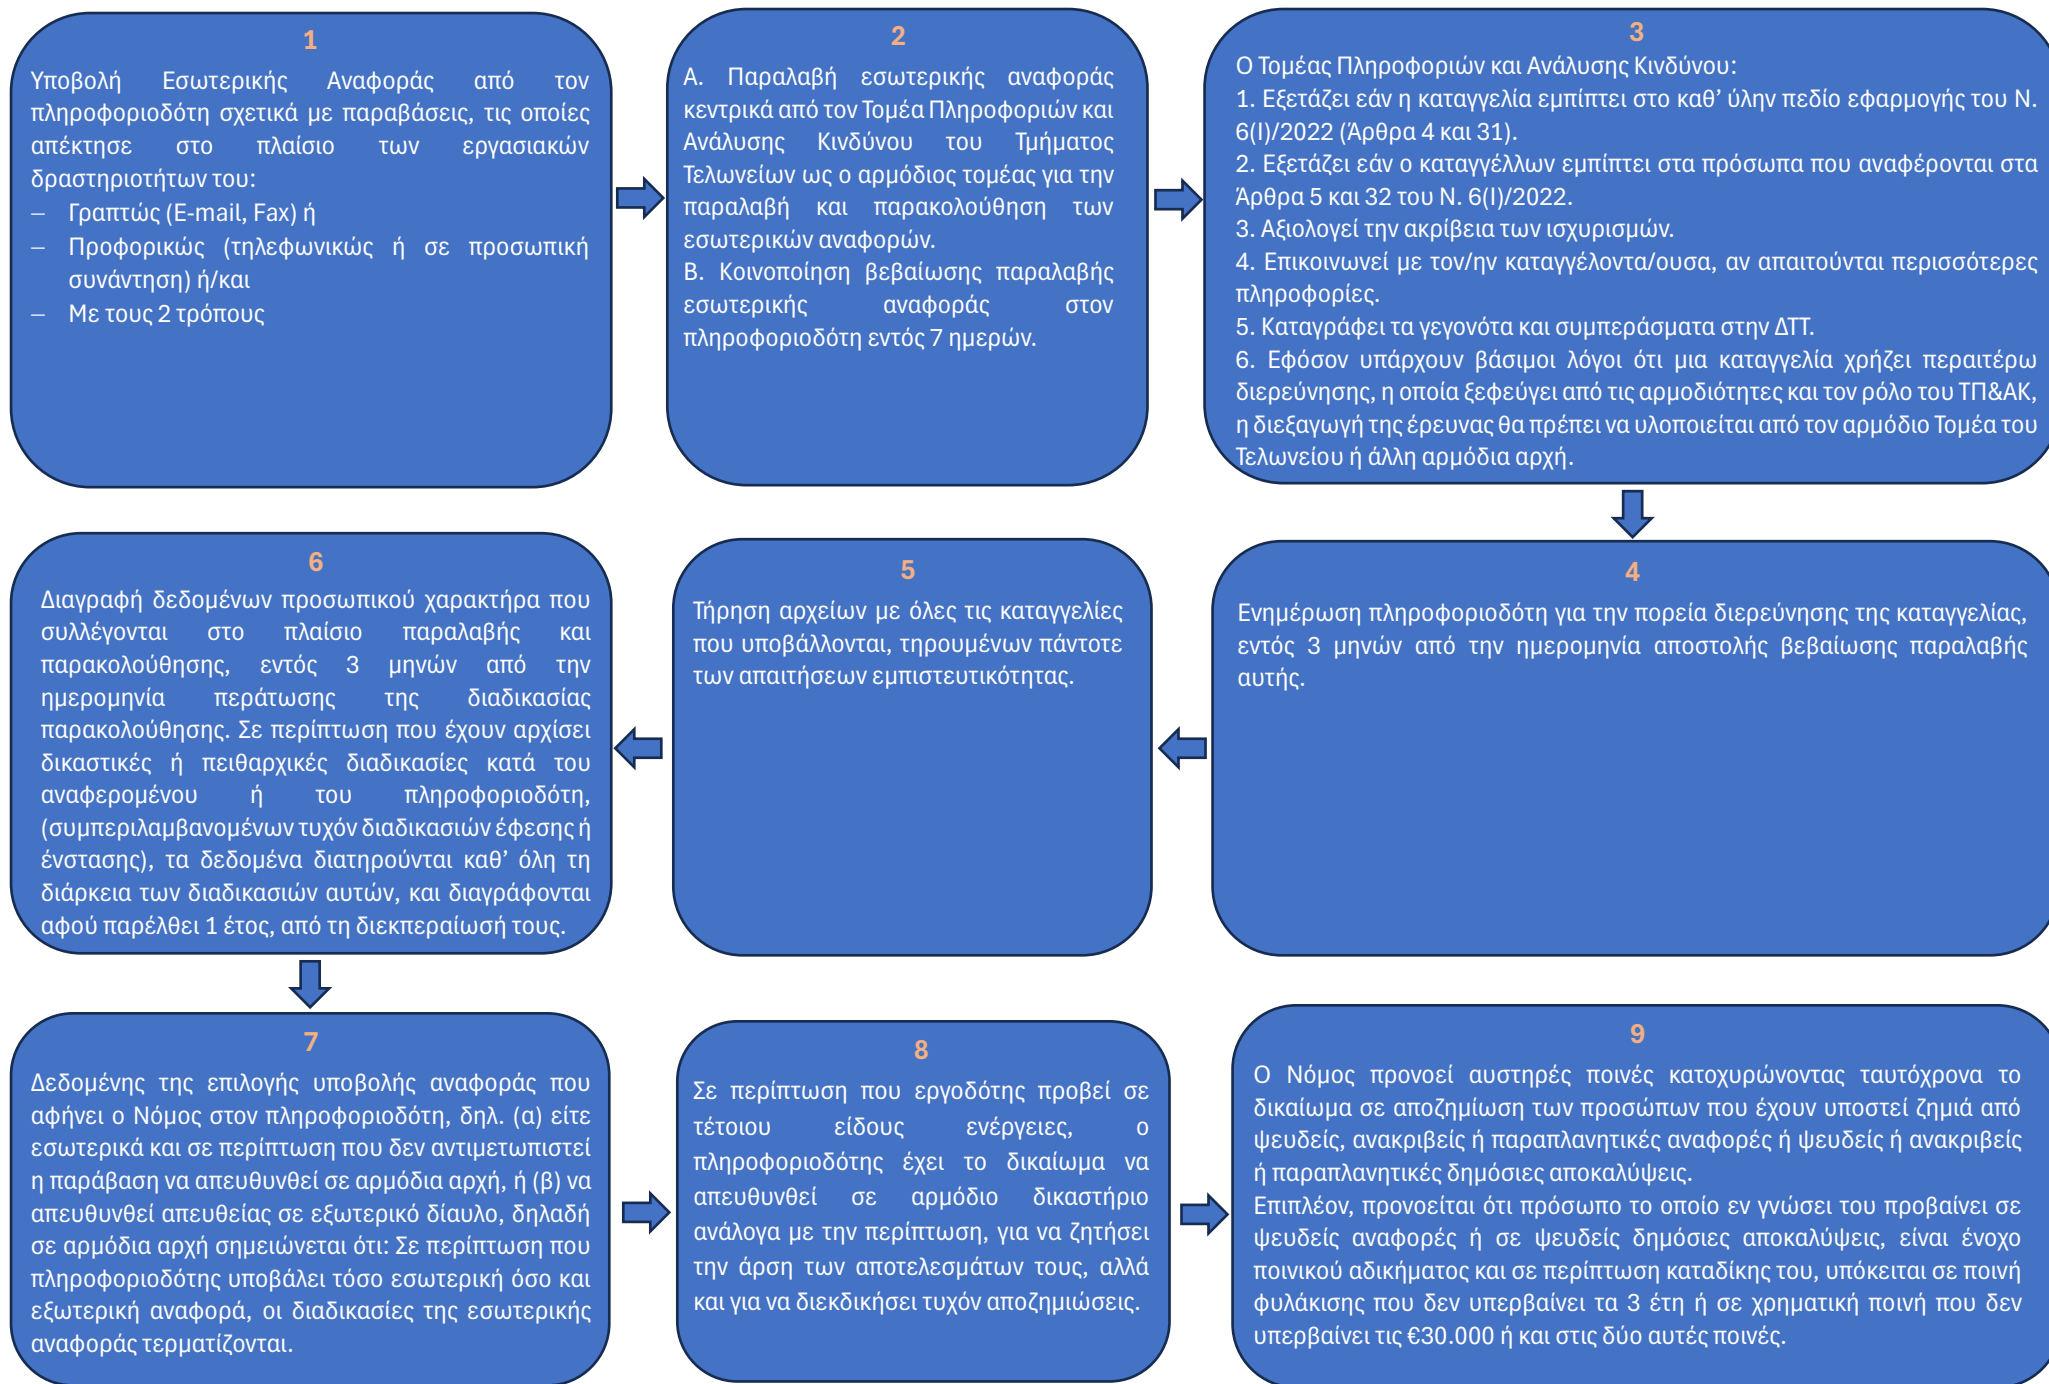 1
Υποβολή Εσωτερικής Αναφοράς από τον
πληροφοριοδότη σχετικά με παραβάσεις, τις οποίες
απέκτησε στο πλαίσιο των εργασιακών
δραστηριοτήτων του:
– Γραπτώς (E-mail, Fax) ή
– Προφορικώς (τηλεφωνικώς ή σε προσωπική
συνάντηση) ή/και
– Με τους 2 τρόπους
2
Α. Παραλαβή εσωτερικής αναφοράς
κεντρικά από τον Τομέα Πληροφοριών και
Ανάλυσης Κινδύνου του Τμήματος
Τελωνείων ως ο αρμόδιος τομέας για την
παραλαβή και παρακολούθηση των
εσωτερικών αναφορών.
Β. Κοινοποίηση βεβαίωσης παραλαβής
εσωτερικής αναφοράς στον
πληροφοριοδότη εντός 7 ημερών.
3
Ο Τομέας Πληροφοριών και Ανάλυσης Κινδύνου:
1. Εξετάζει εάν η καταγγελία εμπίπτει στο καθ’ ύλην πεδίο εφαρμογής του Ν.
6(Ι)/2022 (Άρθρα 4 και 31).
2. Εξετάζει εάν ο καταγγέλλων εμπίπτει στα πρόσωπα που αναφέρονται στα
Άρθρα 5 και 32 του Ν. 6(Ι)/2022.
3. Αξιολογεί την ακρίβεια των ισχυρισμών.
4. Επικοινωνεί με τον/ην καταγγέλοντα/ουσα, αν απαιτούνται περισσότερες
πληροφορίες.
5. Καταγράφει τα γεγονότα και συμπεράσματα στην ΔΤΤ.
6. Εφόσον υπάρχουν βάσιμοι λόγοι ότι μια καταγγελία χρήζει περαιτέρω
διερεύνησης, η οποία ξεφεύγει από τις αρμοδιότητες και τον ρόλο του ΤΠ&ΑΚ,
η διεξαγωγή της έρευνας θα πρέπει να υλοποιείται από τον αρμόδιο Τομέα του
Τελωνείου ή άλλη αρμόδια αρχή.
4
Ενημέρωση πληροφοριοδότη για την πορεία διερεύνησης της καταγγελίας,
εντός 3 μηνών από την ημερομηνία αποστολής βεβαίωσης παραλαβής
αυτής.
5
Τήρηση αρχείων με όλες τις καταγγελίες
που υποβάλλονται, τηρουμένων πάντοτε
των απαιτήσεων εμπιστευτικότητας.
6
Διαγραφή δεδομένων προσωπικού χαρακτήρα που
συλλέγονται στο πλαίσιο παραλαβής και
παρακολούθησης, εντός 3 μηνών από την
ημερομηνία περάτωσης της διαδικασίας
παρακολούθησης. Σε περίπτωση που έχουν αρχίσει
δικαστικές ή πειθαρχικές διαδικασίες κατά του
αναφερομένου ή του πληροφοριοδότη,
(συμπεριλαμβανομένων τυχόν διαδικασιών έφεσης ή
ένστασης), τα δεδομένα διατηρούνται καθ’ όλη τη
διάρκεια των διαδικασιών αυτών, και διαγράφονται
αφού παρέλθει 1 έτος, από τη διεκπεραίωσή τους.
7
Δεδομένης της επιλογής υποβολής αναφοράς που
αφήνει ο Νόμος στον πληροφοριοδότη, δηλ. (α) είτε
εσωτερικά και σε περίπτωση που δεν αντιμετωπιστεί
η παράβαση να απευθυνθεί σε αρμόδια αρχή, ή (β) να
απευθυνθεί απευθείας σε εξωτερικό δίαυλο, δηλαδή
σε αρμόδια αρχή σημειώνεται ότι: Σε περίπτωση που
πληροφοριοδότης υποβάλει τόσο εσωτερική όσο και
εξωτερική αναφορά, οι διαδικασίες της εσωτερικής
αναφοράς τερματίζονται.
8
Σε περίπτωση που εργοδότης προβεί σε
τέτοιου είδους ενέργειες, ο
πληροφοριοδότης έχει το δικαίωμα να
απευθυνθεί σε αρμόδιο δικαστήριο
ανάλογα με την περίπτωση, για να ζητήσει
την άρση των αποτελεσμάτων τους, αλλά
και για να διεκδικήσει τυχόν αποζημιώσεις.
9
Ο Νόμος προνοεί αυστηρές ποινές κατοχυρώνοντας ταυτόχρονα το
δικαίωμα σε αποζημίωση των προσώπων που έχουν υποστεί ζημιά από
ψευδείς, ανακριβείς ή παραπλανητικές αναφορές ή ψευδείς ή ανακριβείς
ή παραπλανητικές δημόσιες αποκαλύψεις.
Επιπλέον, προνοείται ότι πρόσωπο το οποίο εν γνώσει του προβαίνει σε
ψευδείς αναφορές ή σε ψευδείς δημόσιες αποκαλύψεις, είναι ένοχο
ποινικού αδικήματος και σε περίπτωση καταδίκης του, υπόκειται σε ποινή
φυλάκισης που δεν υπερβαίνει τα 3 έτη ή σε χρηματική ποινή που δεν
υπερβαίνει τις €30.000 ή και στις δύο αυτές ποινές.